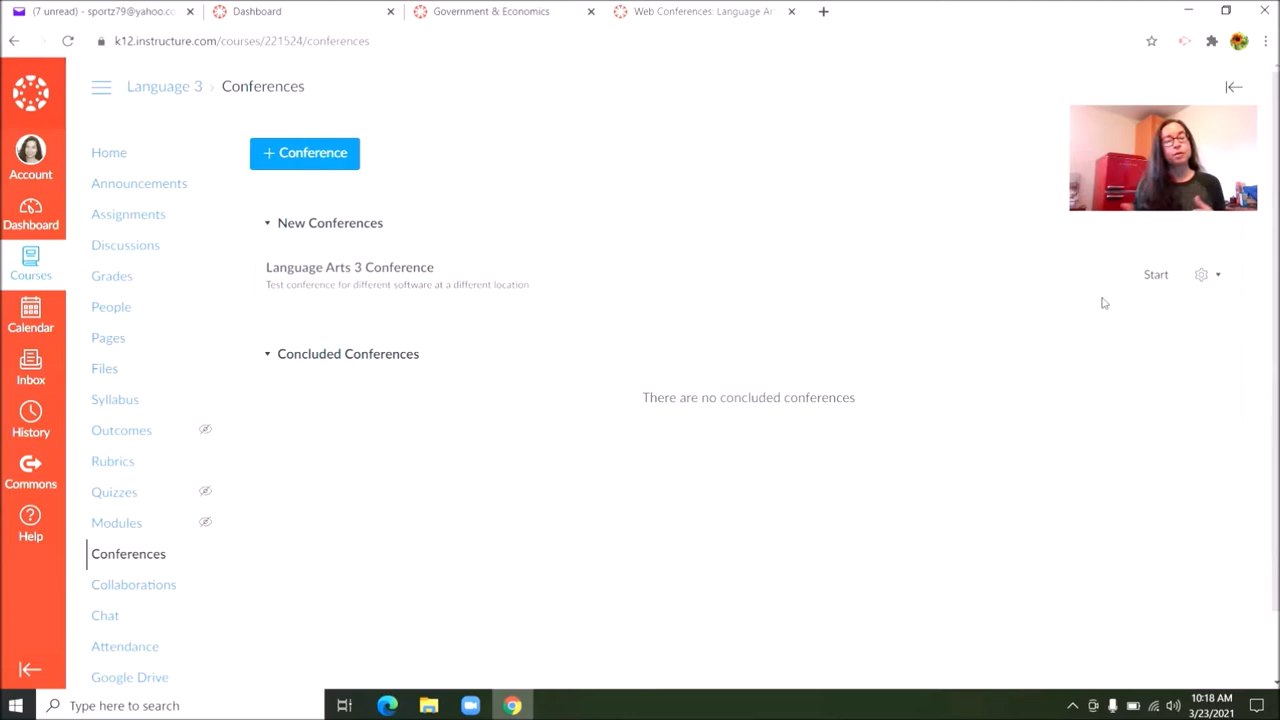 (7 unread) - sportz79@yahoo.co
Dashboard
Government & Economics
Web Conferences: Language Ar
k12.instructure.com/courses/221524/conferences
Language 3 › Conferences
Account
Dashboard
Courses
Calendar
Inbox
History
Commons
Help
Home
Announcements
Assignments
Discussions
Grades
People
Pages
Files
Syllabus
Outcomes
Rubrics
Quizzes
Modules
Conferences
Collaborations
Chat
Attendance
Google Drive
+ Conference
New Conferences
Language Arts 3 Conference
Test conference for different software at a different location
Start
Concluded Conferences
There are no concluded conferences
Type here to search
10:18 AM
3/23/2021